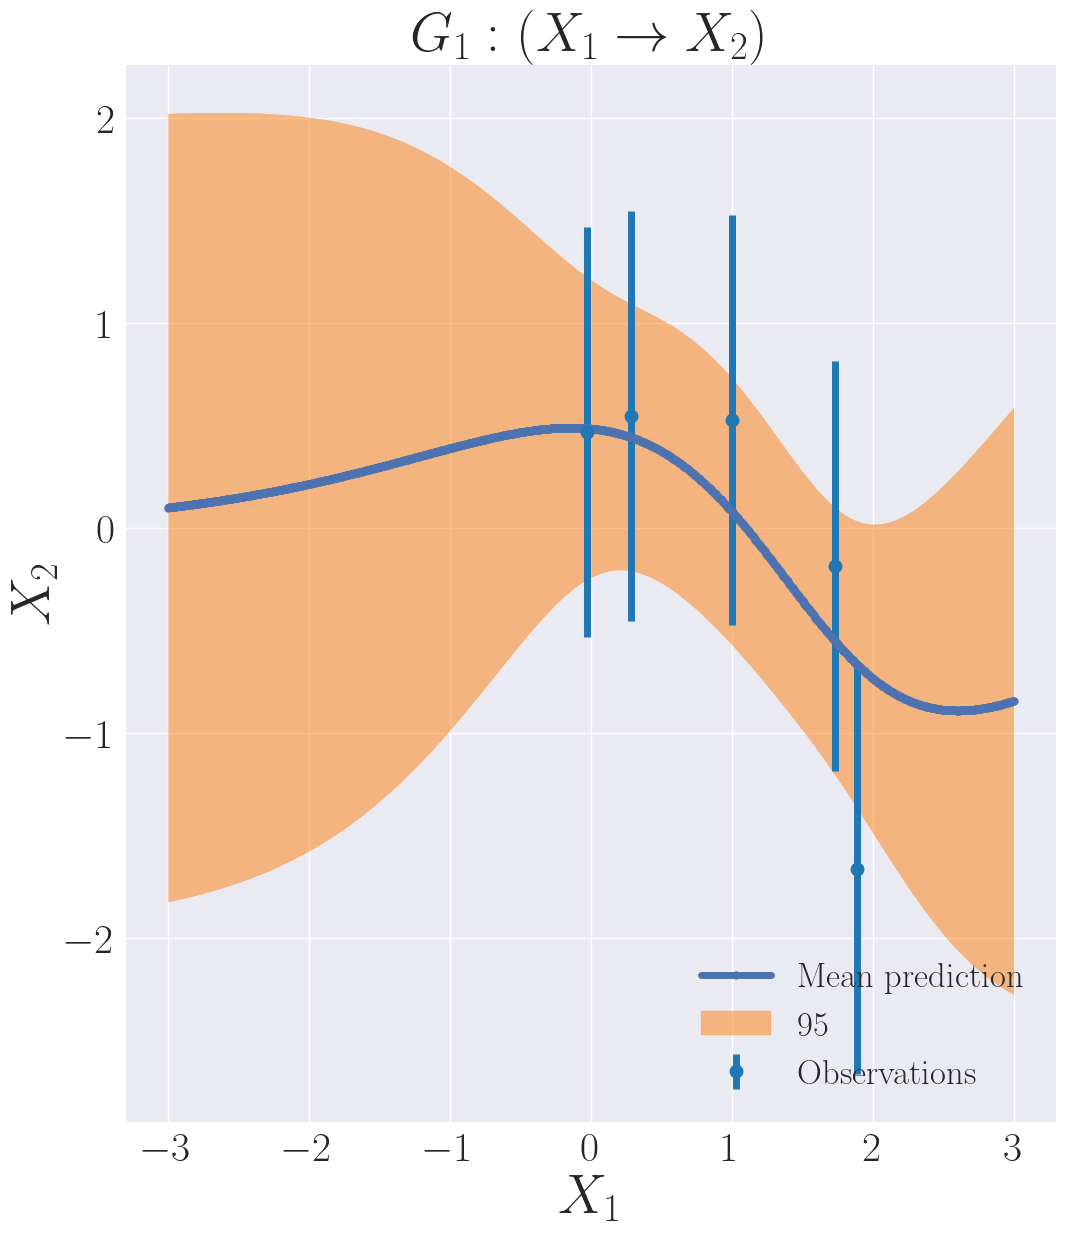 G₁ : (X₁ → X₂)
2
1
0
−1
−2
X₂
Mean prediction
95
Observations
−3 −2 −1 0 1 2 3
X₁